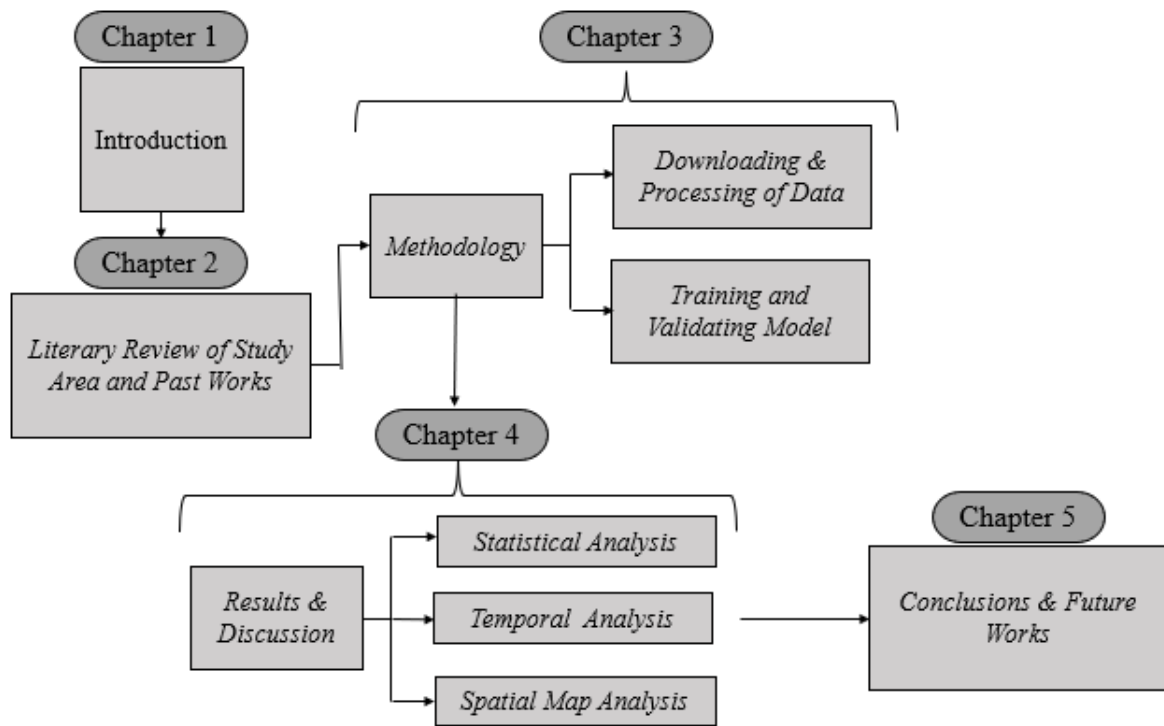 Chapter 1
Introduction
Chapter 2
Literary Review of Study
Area and Past Works
Chapter 3
Methodology
Downloading &
Processing of Data
Training and
Validating Model
Chapter 4
Results &
Discussion
Statistical Analysis
Temporal Analysis
Spatial Map Analysis
Chapter 5
Conclusions & Future
Works